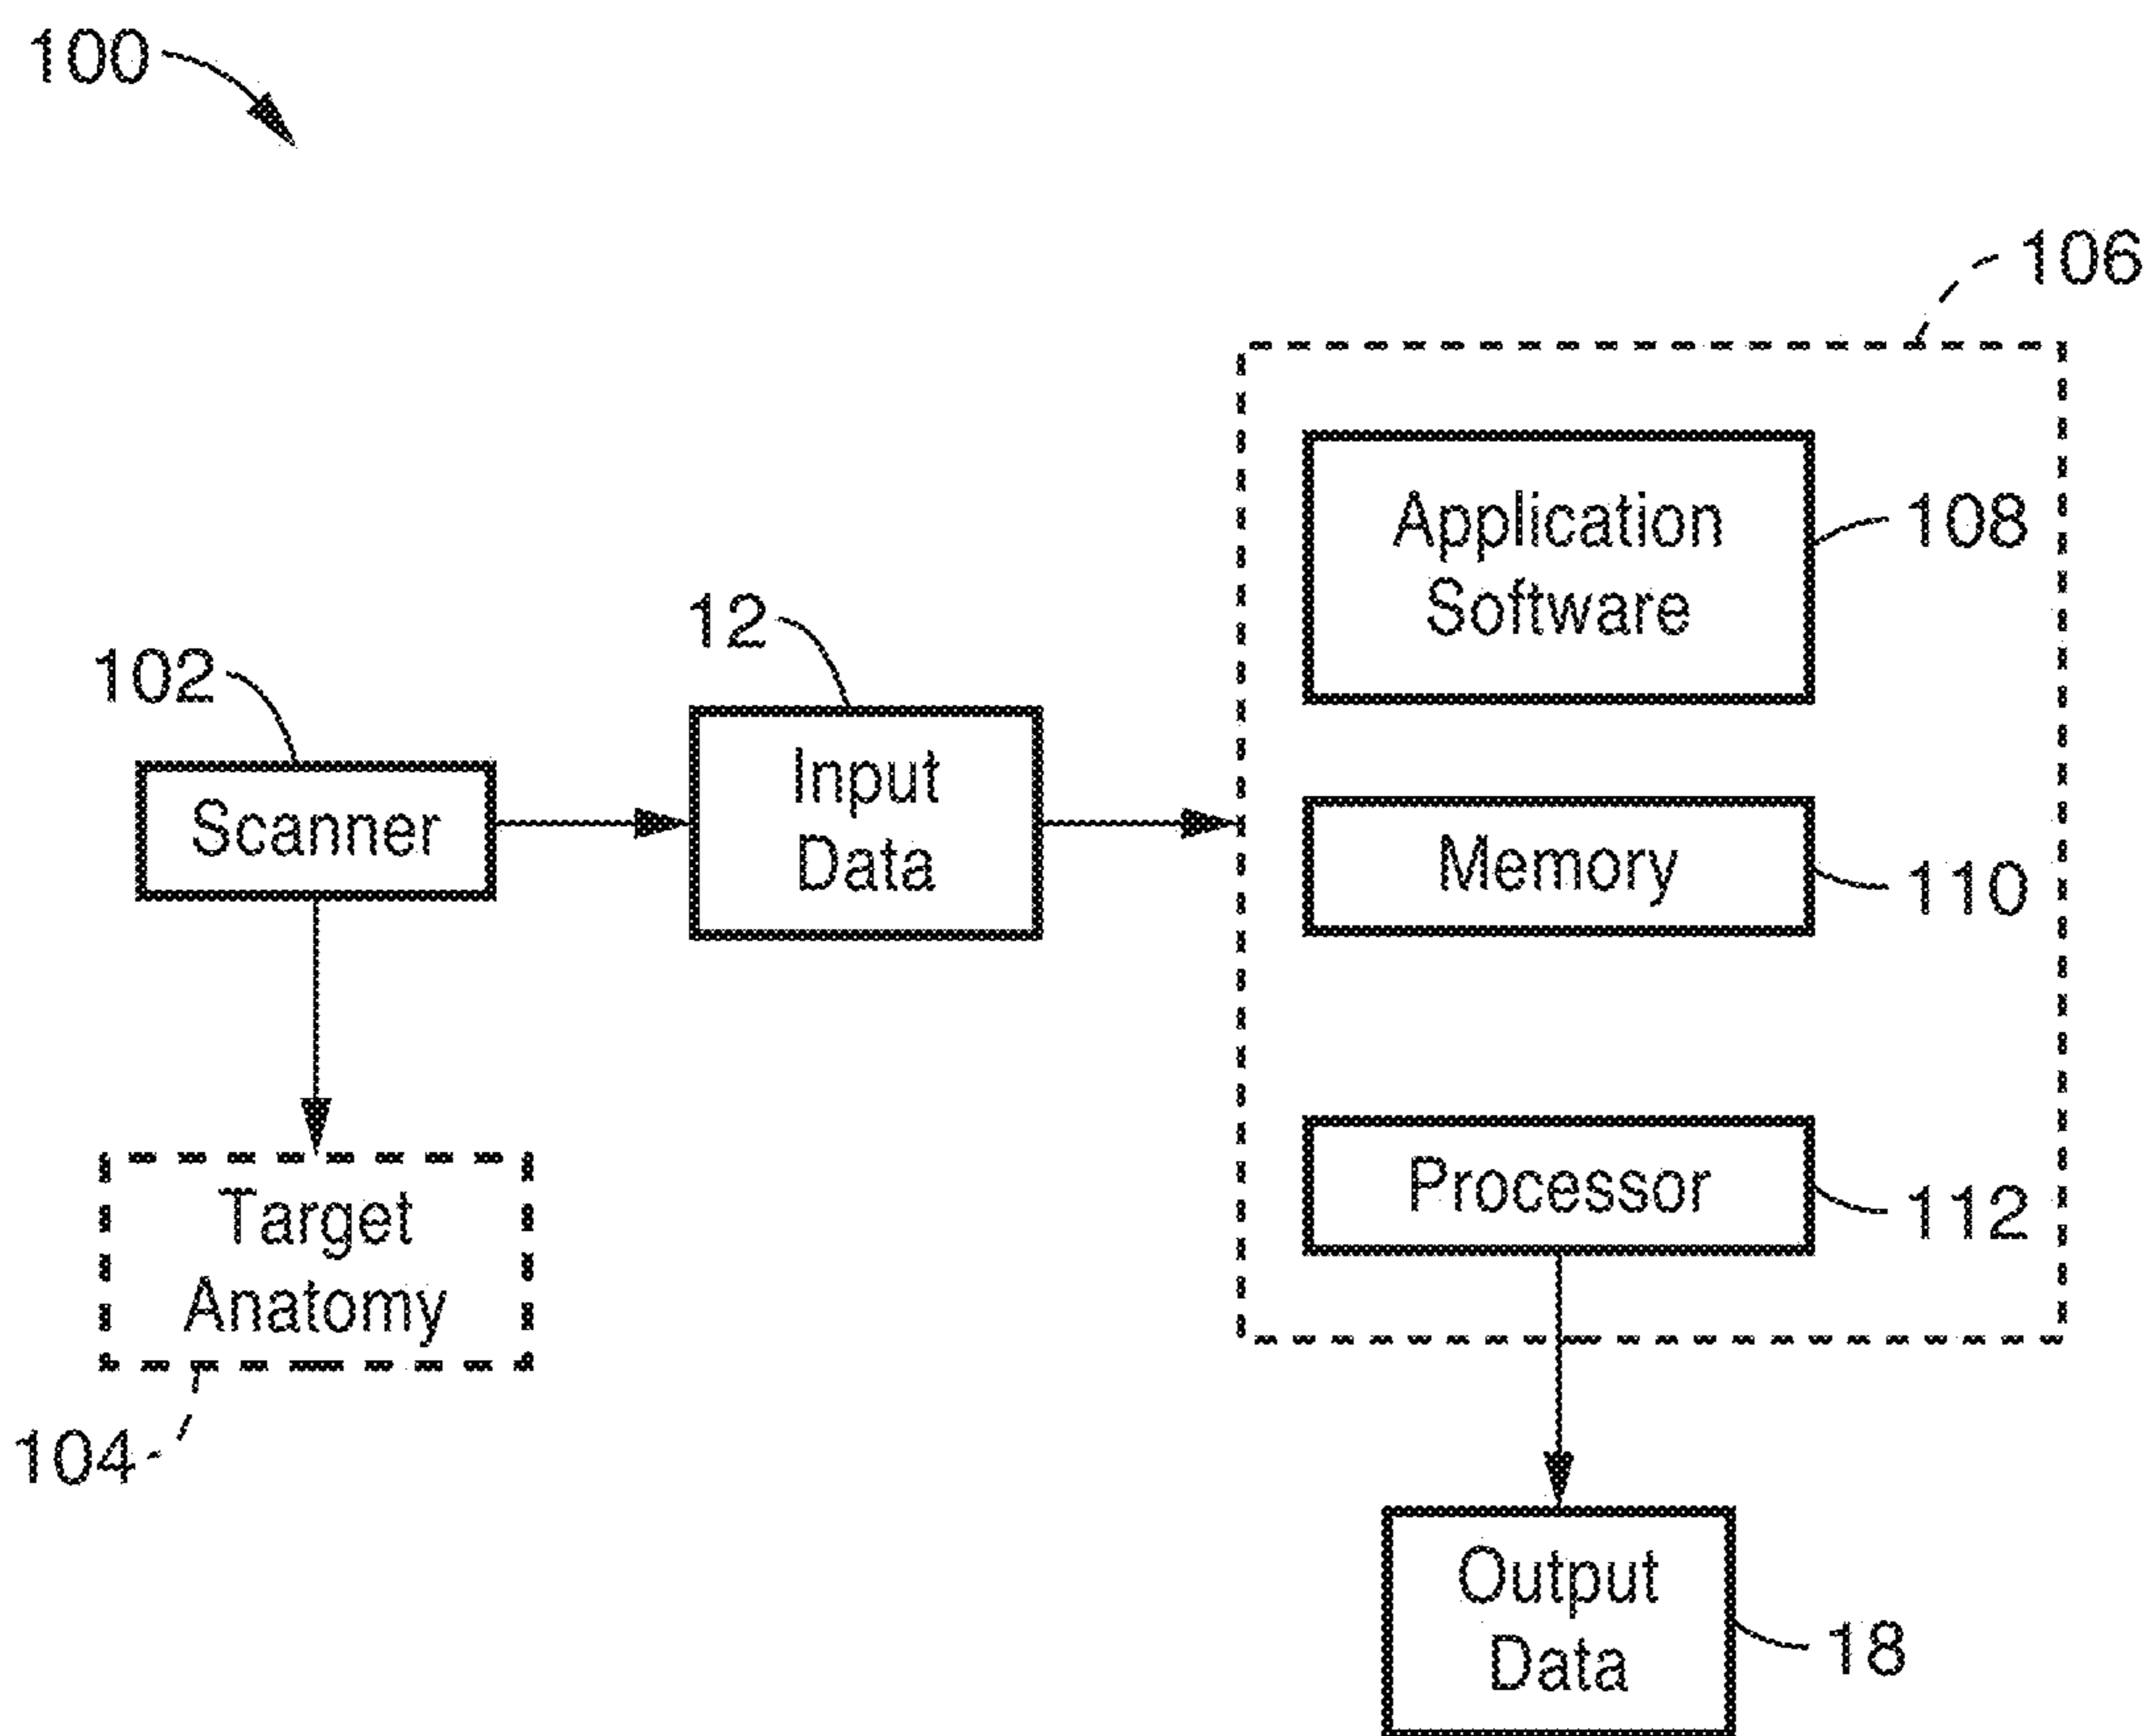 100
106
Application
Software
108
12
102
Input
Data
Scanner
Memory
110
Target
Anatomy
Processor
112
104
Output
Data
18